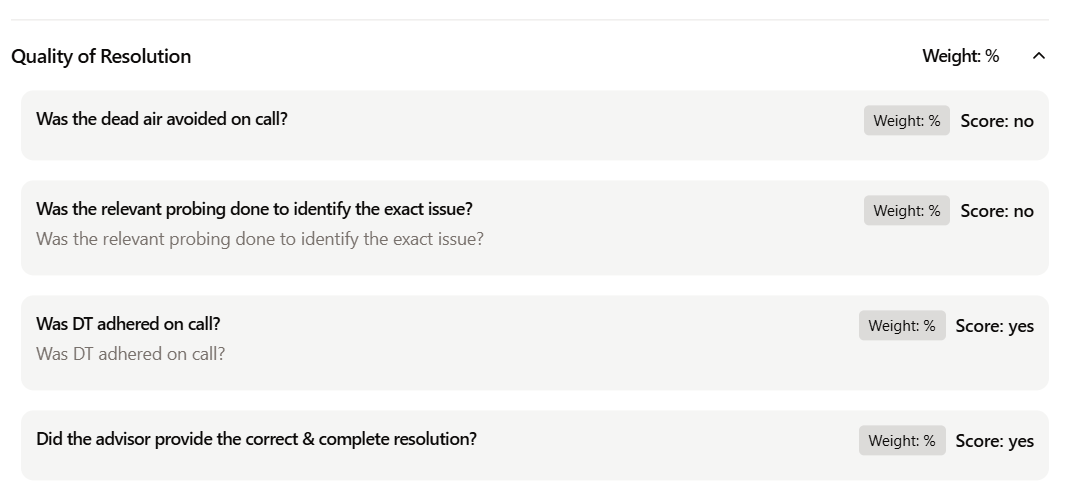 Quality of Resolution Weight: %
Was the dead air avoided on call? Weight: % Score: no
Was the relevant probing done to identify the exact issue? Weight: % Score: no
Was the relevant probing done to identify the exact issue?
Was DT adhered on call? Weight: % Score: yes
Was DT adhered on call?
Did the advisor provide the correct & complete resolution? Weight: % Score: yes